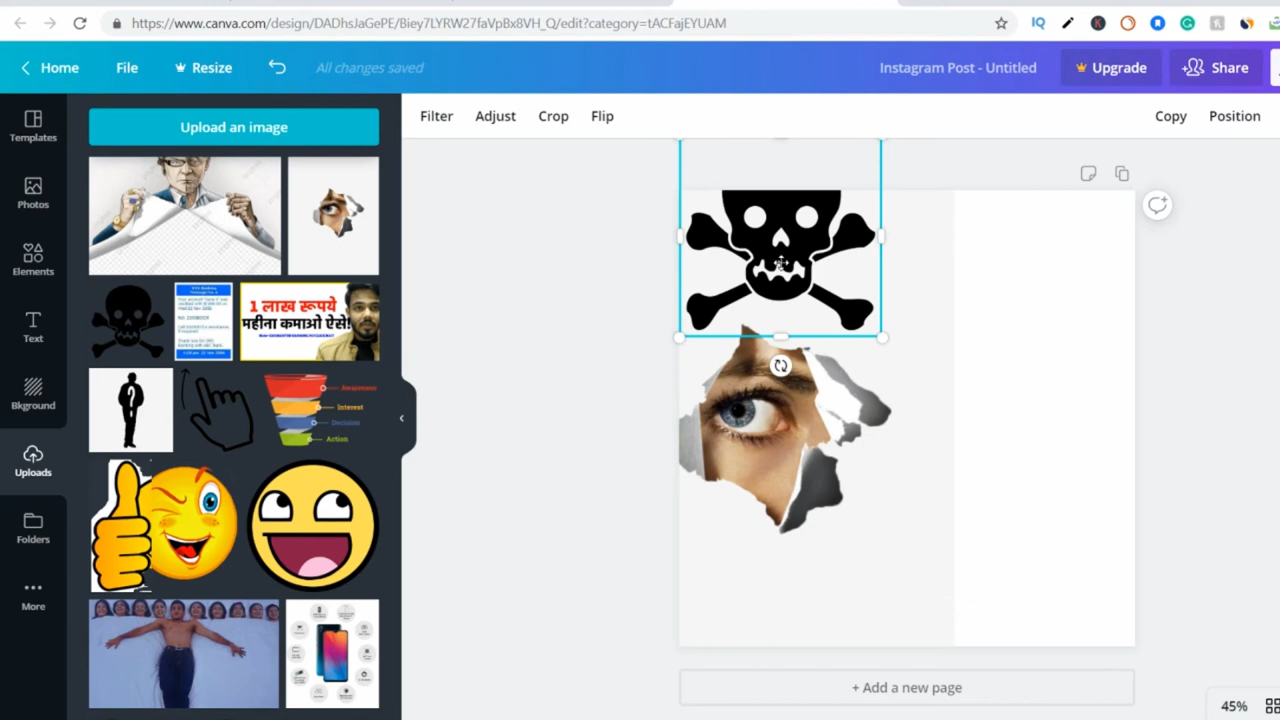 https://www.canva.com/design/DADhsJaGePE/Biey7LYRW27faVpBx8VH_Q/edit?category=tACFajEYUAM
IQ
Home File Resize All changes saved Instagram Post - Untitled Upgrade Share
Templates
Photos
Elements
Text
Bkground
Uploads
Folders
More
Upload an image
1 लाख रूपये
महीना कमाओ ऐसे!
Awareness
Interest
Decision
Action
Filter Adjust Crop Flip Copy Position
+ Add a new page
45%